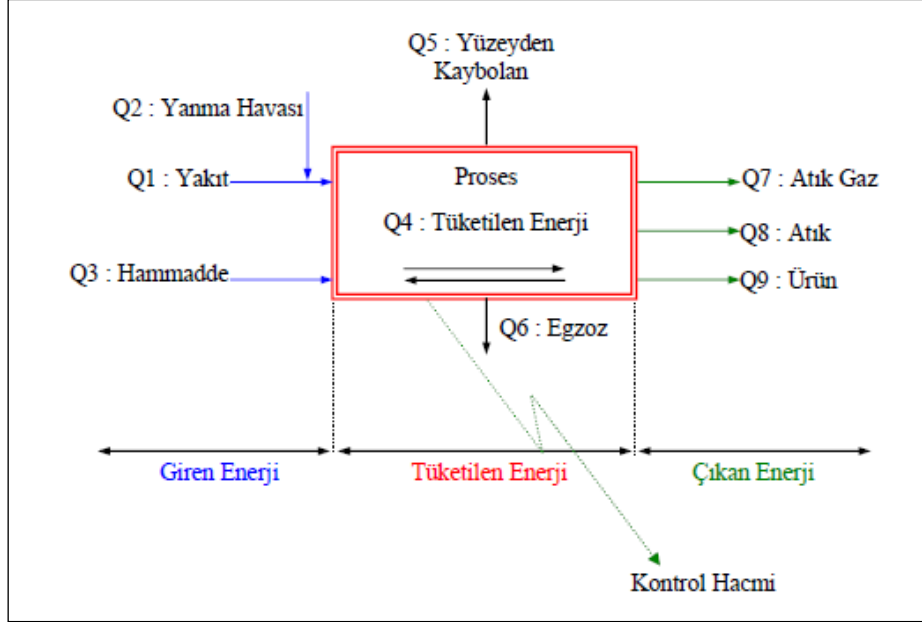 Q5 : Yüzeyden
Kaybolan
Q2 : Yanma Havası
Q1 : Yakıt
Proses
Q7 : Atık Gaz
Q4 : Tüketilen Enerji
Q8 : Atık
Q3 : Hammadde
Q9 : Ürün
Q6 : Egzoz
Giren Enerji
Tüketilen Enerji
Çıkan Enerji
Kontrol Hacmi